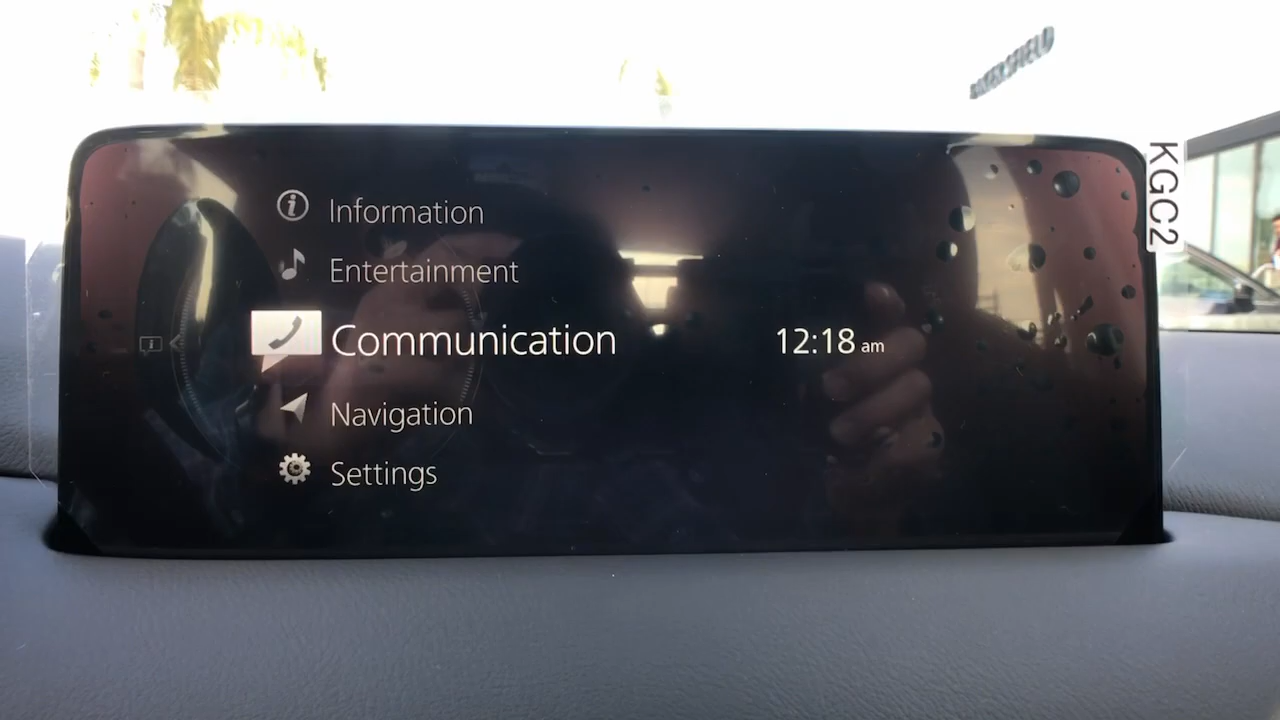 KGC2
Information
Entertainment
Communication
12:18 am
Navigation
Settings